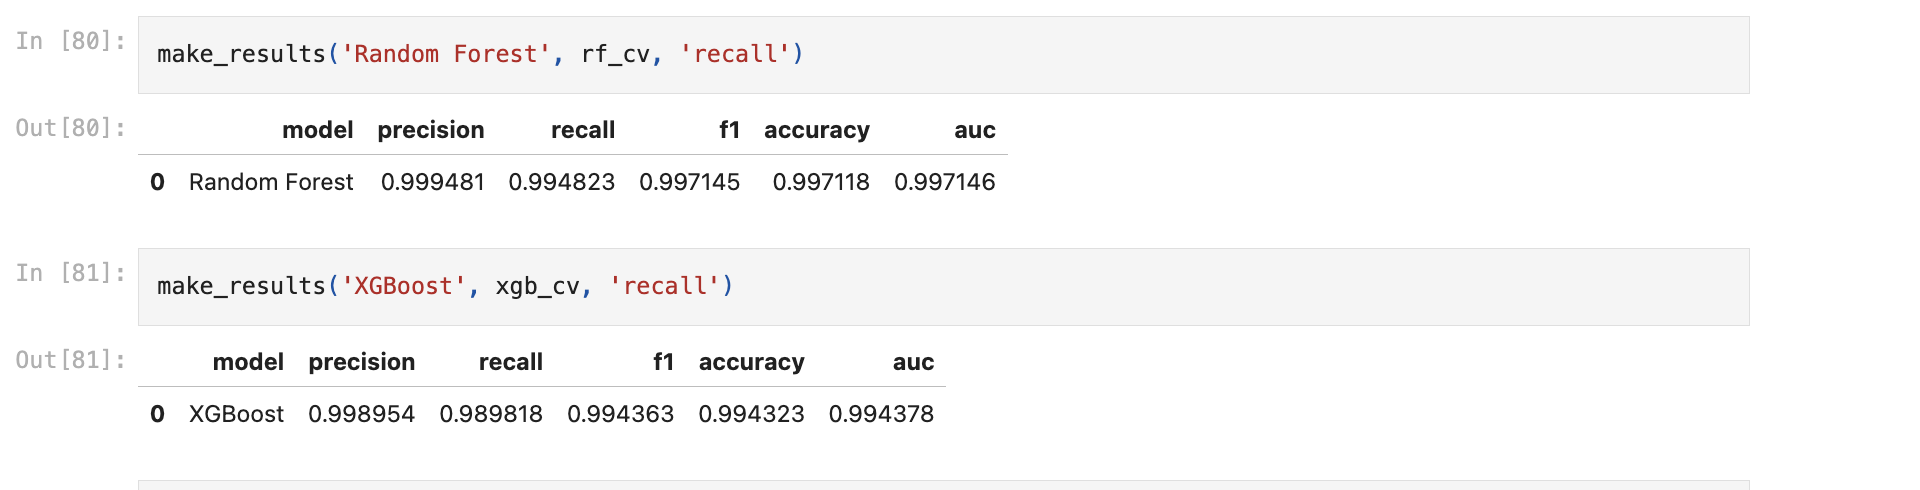 In [80]: make_results('Random Forest', rf_cv, 'recall')
Out[80]: model precision recall f1 accuracy auc
0 Random Forest 0.999481 0.994823 0.997145 0.997118 0.997146
In [81]: make_results('XGBoost', xgb_cv, 'recall')
Out[81]: model precision recall f1 accuracy auc
0 XGBoost 0.998954 0.989818 0.994363 0.994323 0.994378